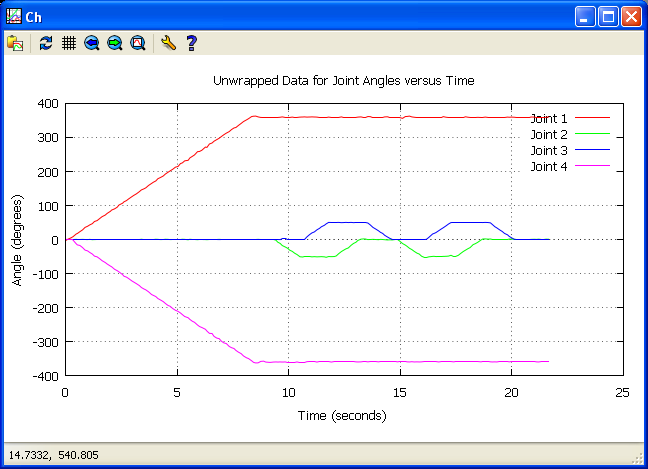 Ch
Unwrapped Data for Joint Angles versus Time
400
300
200
100
0
-100
-200
-300
-400
Angle (degrees)
Joint 1
Joint 2
Joint 3
Joint 4
0 5 10 15 20 25
Time (seconds)
14.7332, 540.805